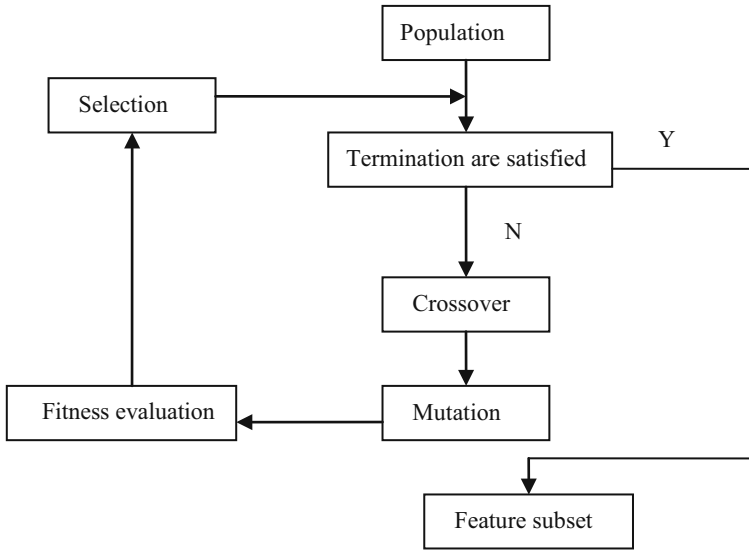 Population
Selection
Termination are satisfied
Y
N
Crossover
Fitness evaluation
Mutation
Feature subset